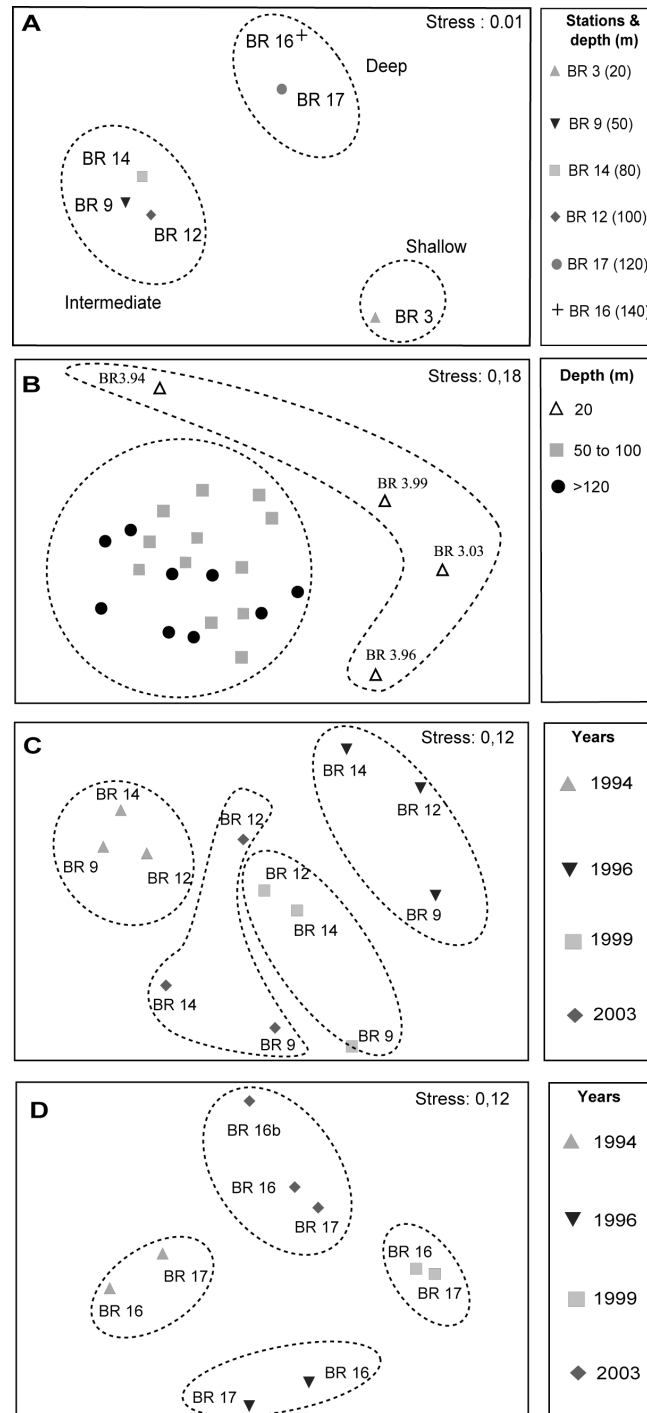 A
Stress : 0.01
BR 16
Deep
BR 17
BR 14
BR 9
BR 12
Intermediate
Shallow
BR 3
Stations &
depth (m)
BR 3 (20)
BR 9 (50)
BR 14 (80)
BR 12 (100)
BR 17 (120)
BR 16 (140)
B
Stress: 0,18
BR3.94
BR 3.99
BR 3.03
BR 3.96
Depth (m)
20
50 to 100
>120
C
Stress: 0,12
BR 14
BR 9
BR 12
BR 12
BR 14
BR 9
BR 12
BR 14
BR 9
BR 14
BR 12
BR 9
Years
1994
1996
1999
2003
D
Stress: 0,12
BR 16b
BR 16
BR 17
BR 17
BR 16
BR 16
BR 17
BR 16
BR 17
Years
1994
1996
1999
2003